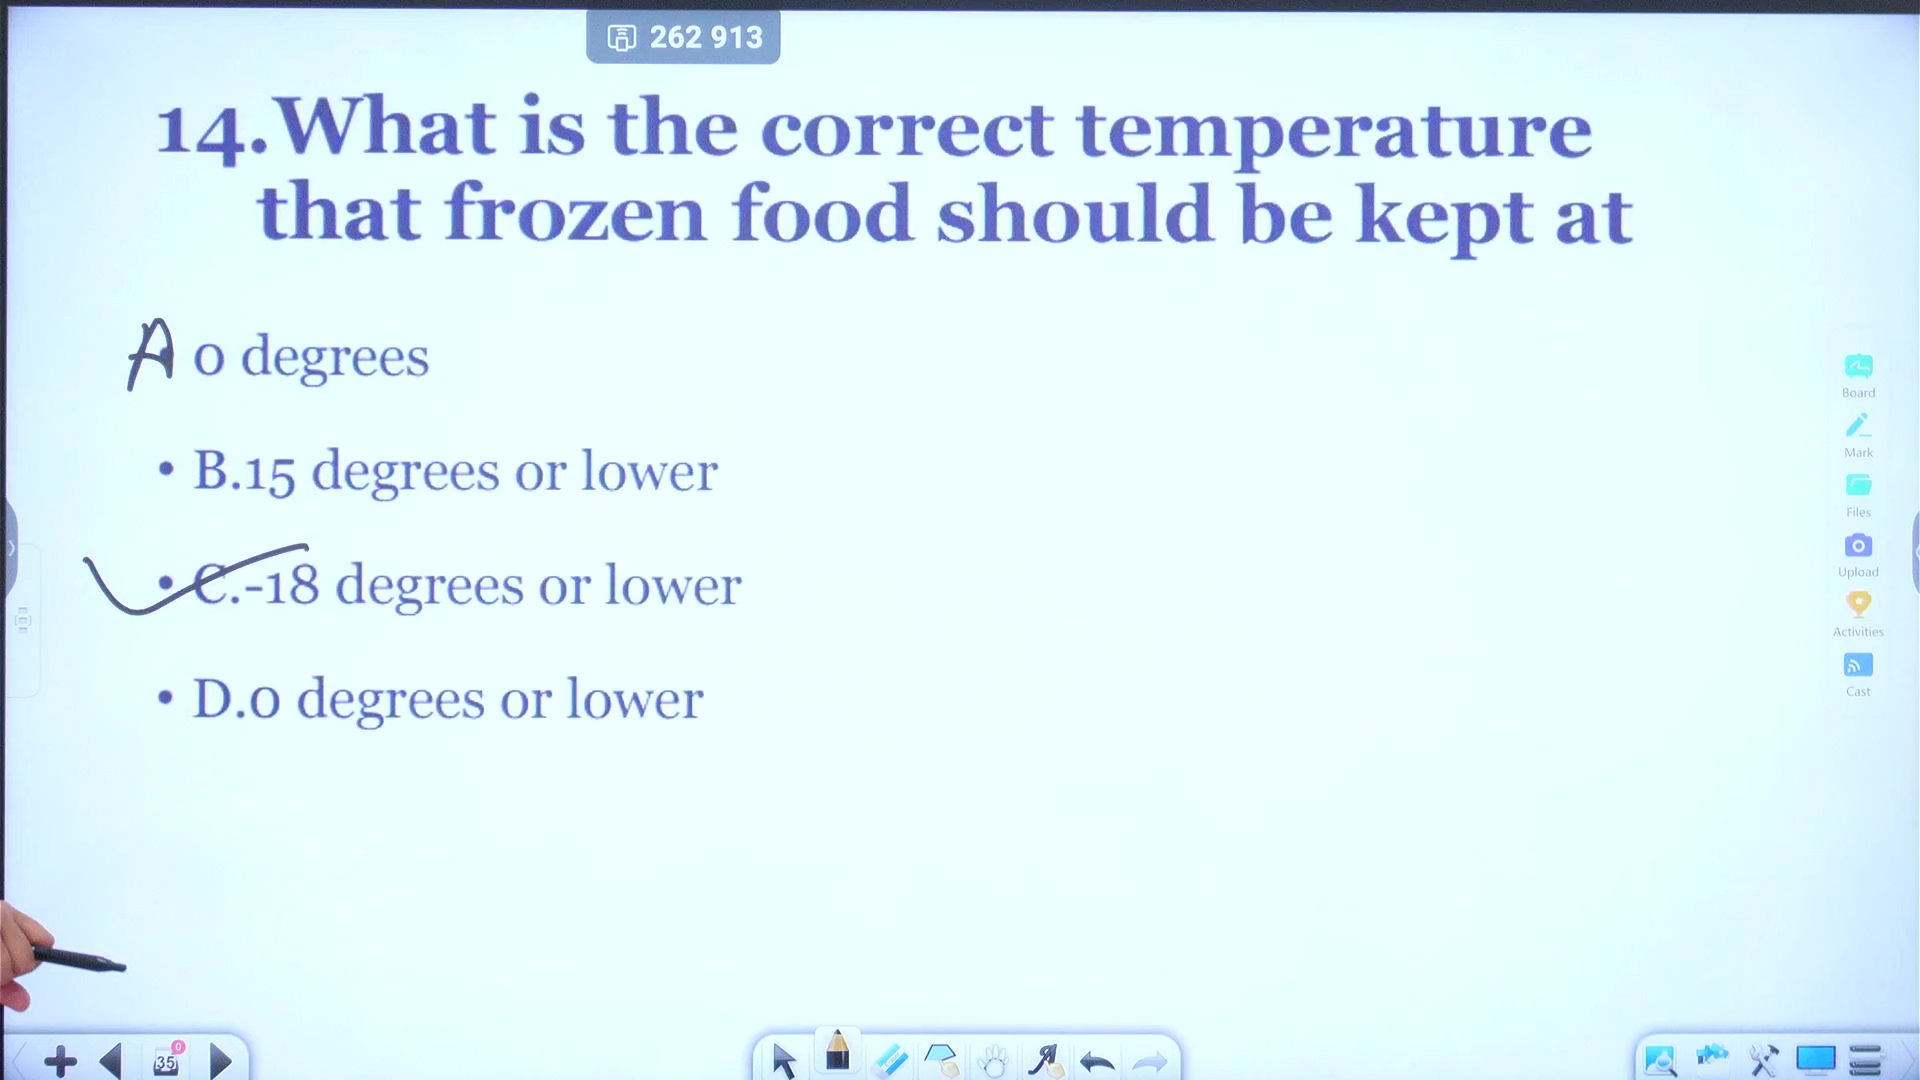 262 913
14.What is the correct temperature
that frozen food should be kept at
A 0 degrees
• B.15 degrees or lower
• C.-18 degrees or lower
• D.0 degrees or lower
Board
Mark
Files
Upload
Activities
Cast
35
0